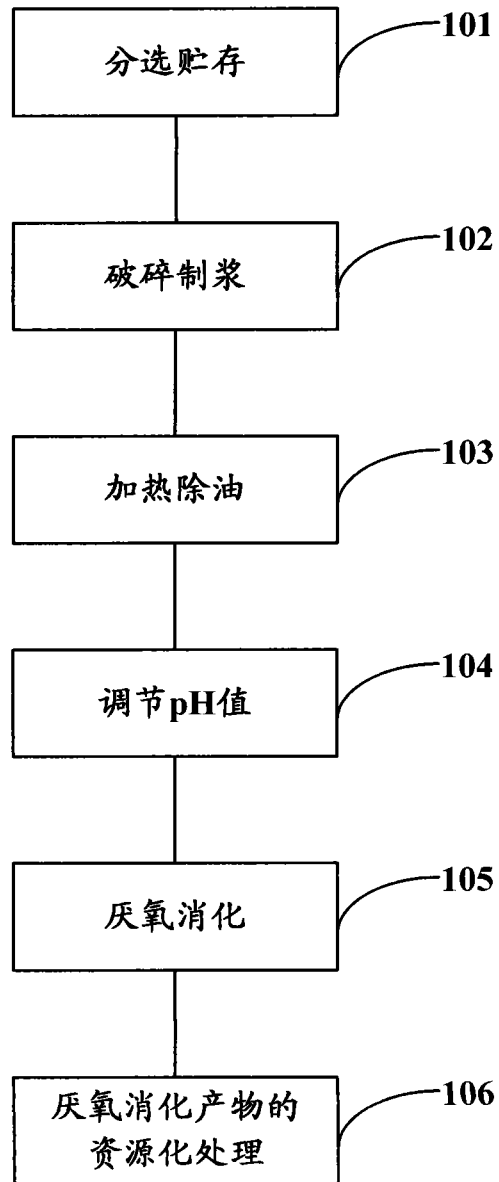 分选贮存
101
破碎制浆
102
加热除油
103
调节pH值
104
厌氧消化
105
厌氧消化产物的
资源化处理
106